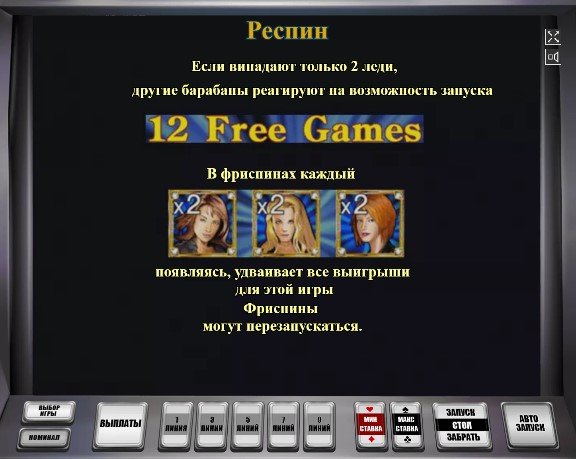 Респин
Если випадают только 2 леди,
другие барабаны реагируют на возможность запуска
12 Free Games
В фриспинах каждый
x2 x2 x2
появляясь, удваивает все выигрыши
для этой игры
Фриспины
могут перезапускаться.
ВЫБОР
ИГРЫ
НОМИНАЛ
ВЫПЛАТЫ
1
ЛИНИЯ
3
ЛИНИИ
5
ЛИНИЙ
7
ЛИНИЙ
9
ЛИНИЙ
МИН
СТАВКА
МАКС
СТАВКА
ЗАПУСК
СТОП
ЗАБРАТЬ
АВТО
ЗАПУСК